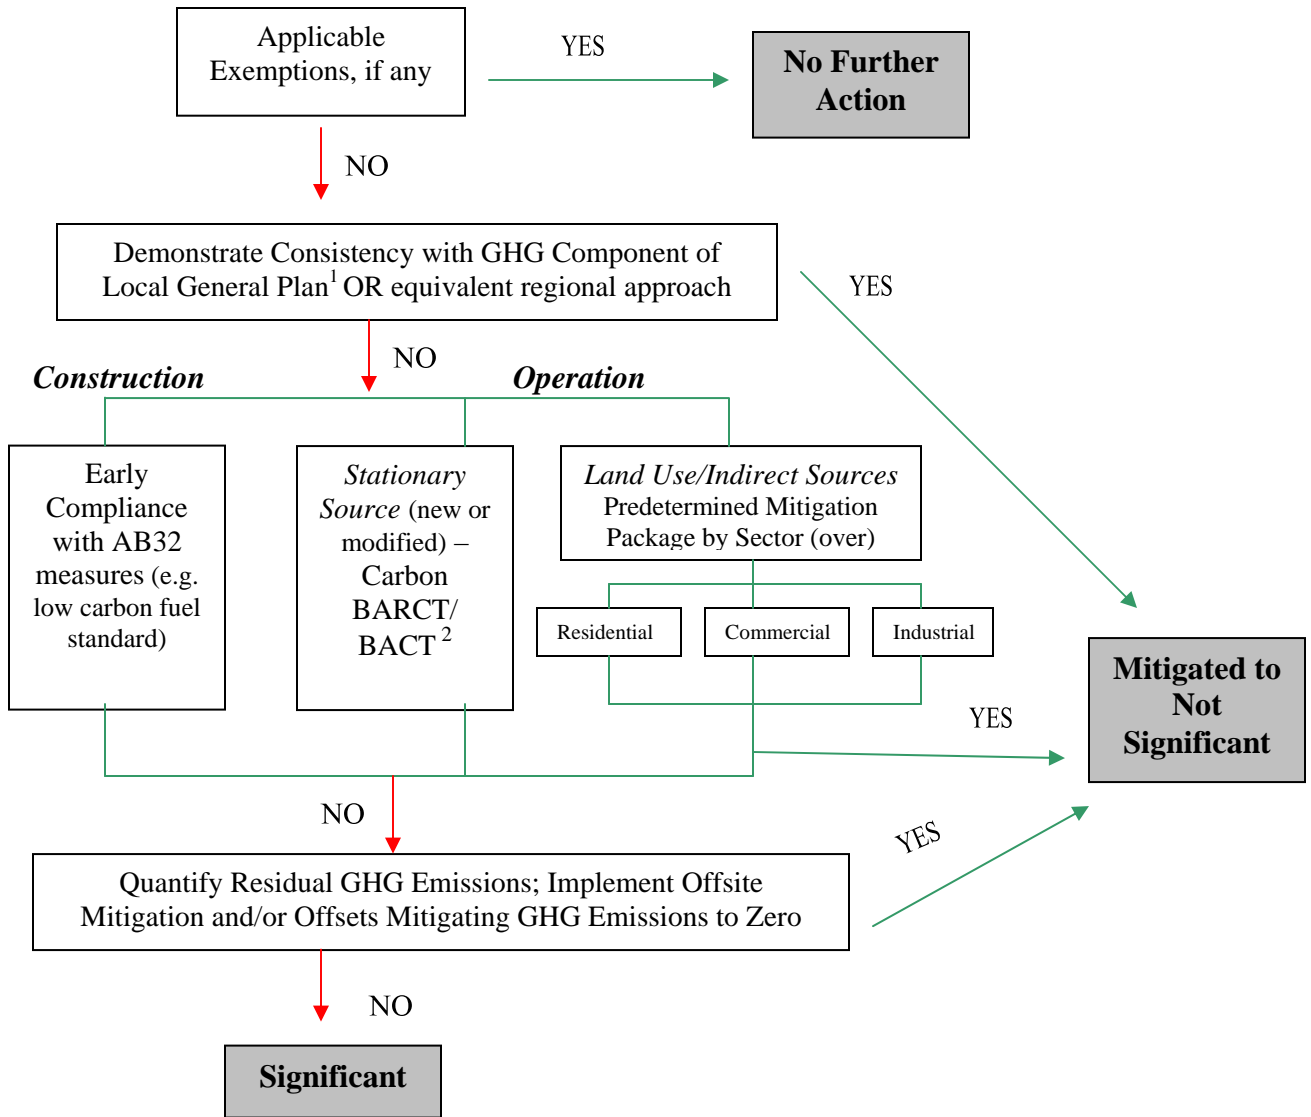 Applicable
Exemptions, if any
YES
No Further
Action
NO
Demonstrate Consistency with GHG Component of
Local General Plan1 OR equivalent regional approach
YES
NO
Construction
Operation
Early
Compliance
with AB32
measures (e.g.
low carbon fuel
standard)
Stationary
Source (new or
modified) –
Carbon
BARCT/
BACT 2
Land Use/Indirect Sources
Predetermined Mitigation
Package by Sector (over)
Residential
Commercial
Industrial
Mitigated to
Not
Significant
YES
NO
YES
Quantify Residual GHG Emissions; Implement Offsite
Mitigation and/or Offsets Mitigating GHG Emissions to Zero
NO
Significant